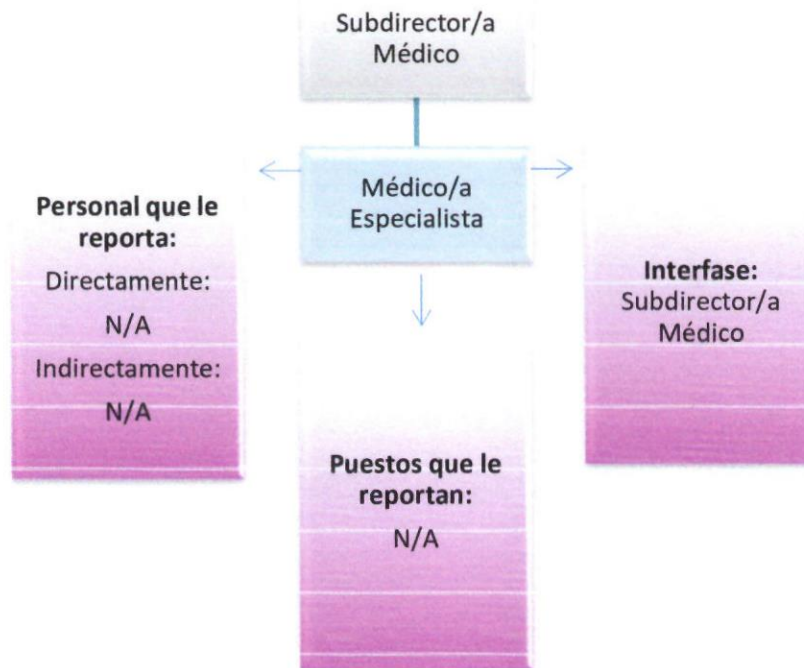 Subdirector/a
Médico
Médico/a
Especialista
Personal que le
reporta:
Directamente:
N/A
Indirectamente:
N/A
Puestos que le
reportan:
N/A
Interfase:
Subdirector/a
Médico